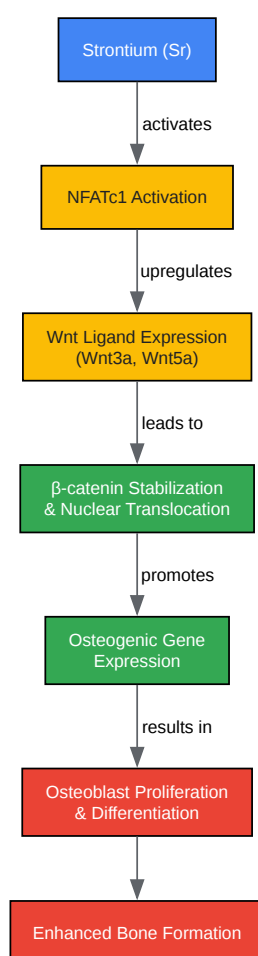 Strontium (Sr)
activates
NFATc1 Activation
upregulates
Wnt Ligand Expression
(Wnt3a, Wnt5a)
leads to
β-catenin Stabilization
& Nuclear Translocation
promotes
Osteogenic Gene
Expression
results in
Osteoblast Proliferation
& Differentiation
Enhanced Bone Formation